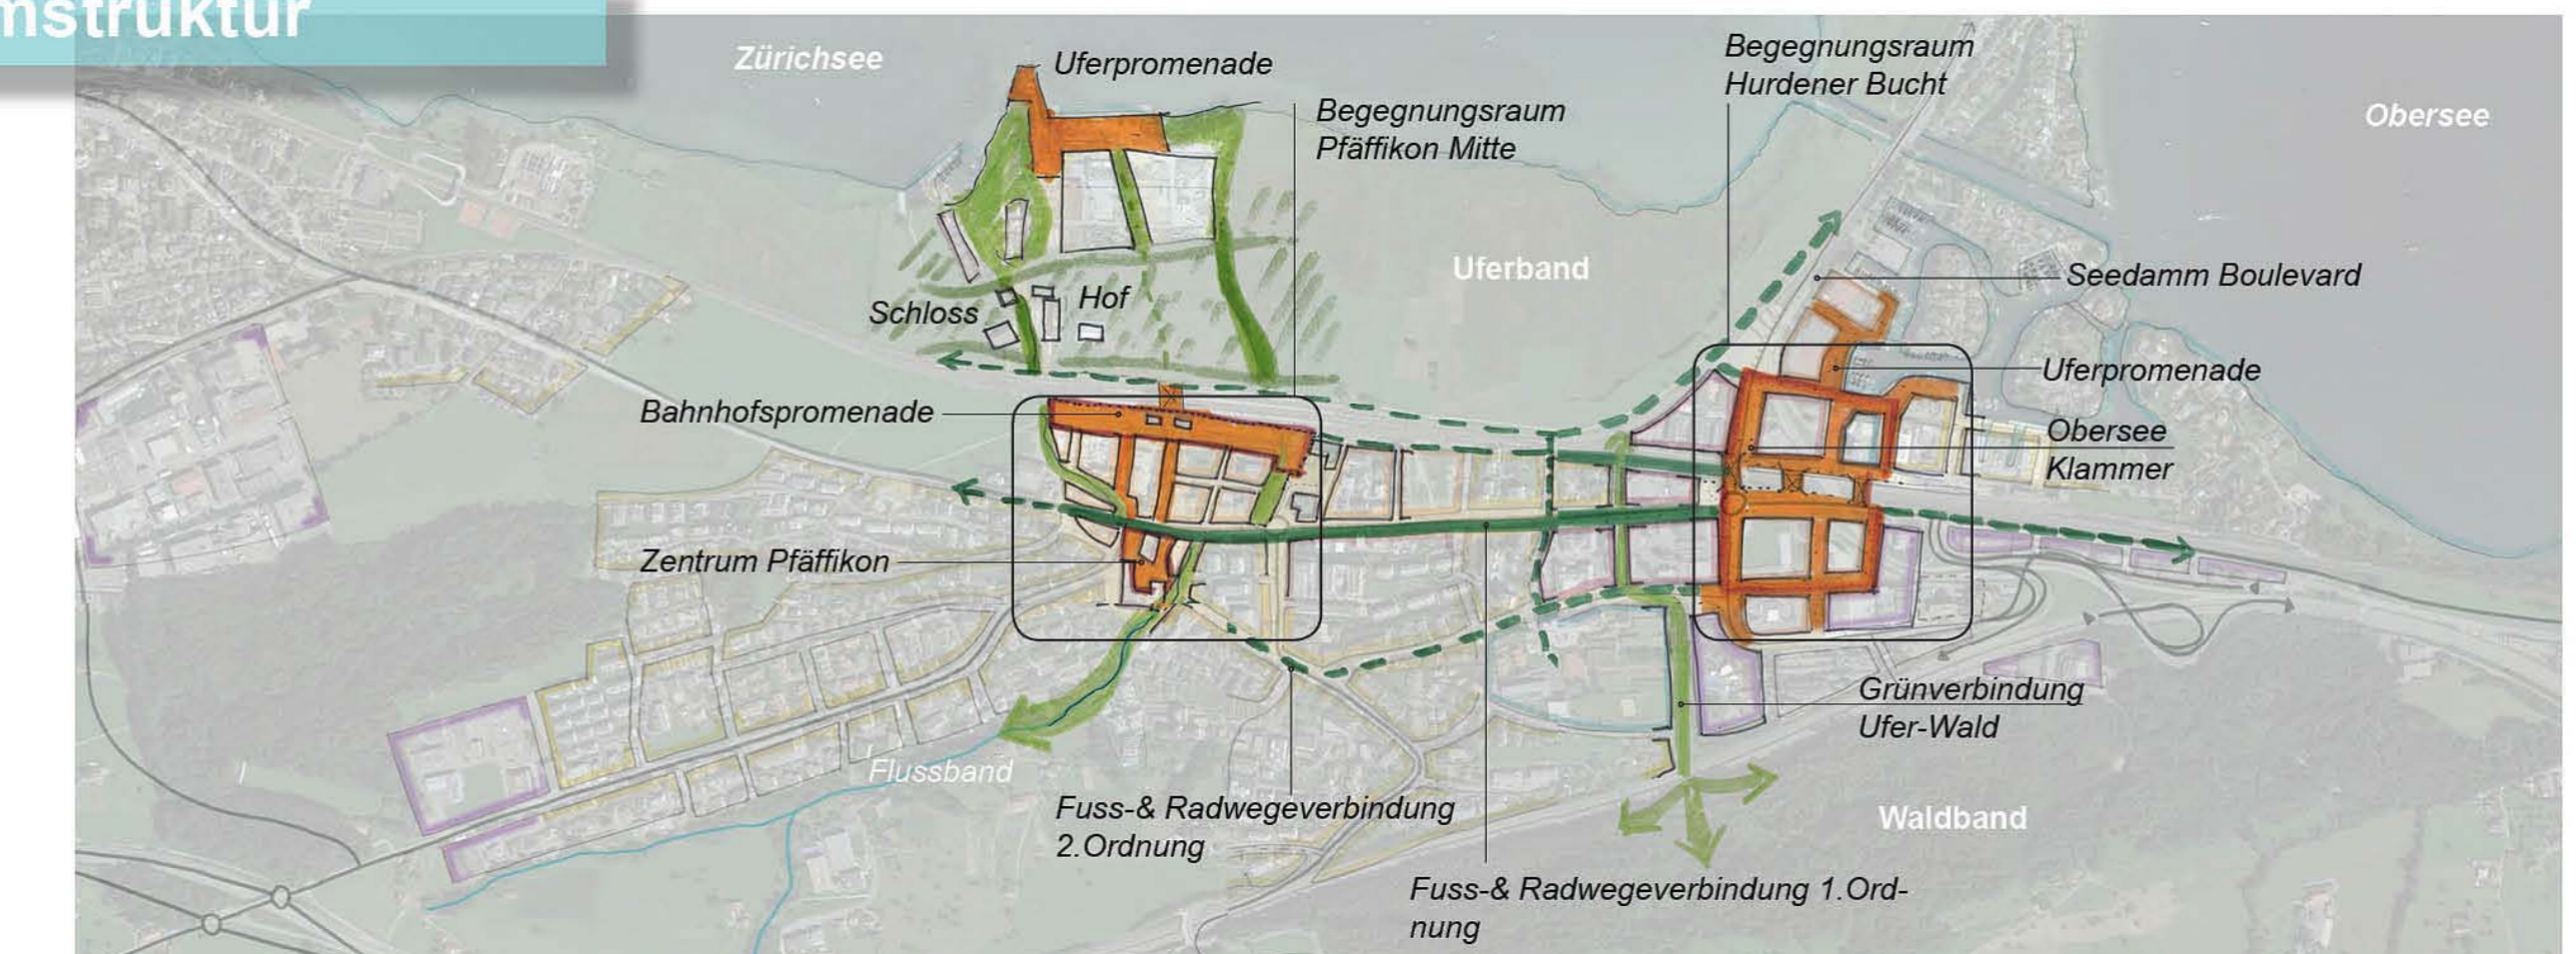 mstruktur
Zürichsee
Uferpromenade
Begegnungsraum
Hurdener Bucht
Begegnungsraum
Pfäffikon Mitte
Obersee
Uferband
Seedamm Boulevard
Schloss
Hof
Uferpromenade
Bahnhofspromenade
Obersee
Klammer
Zentrum Pfäffikon
Grünverbindung
Ufer-Wald
Flussband
Fuss-& Radwegeverbindung
2.Ordnung
Waldband
Fuss-& Radwegeverbindung 1.Ord-
nung